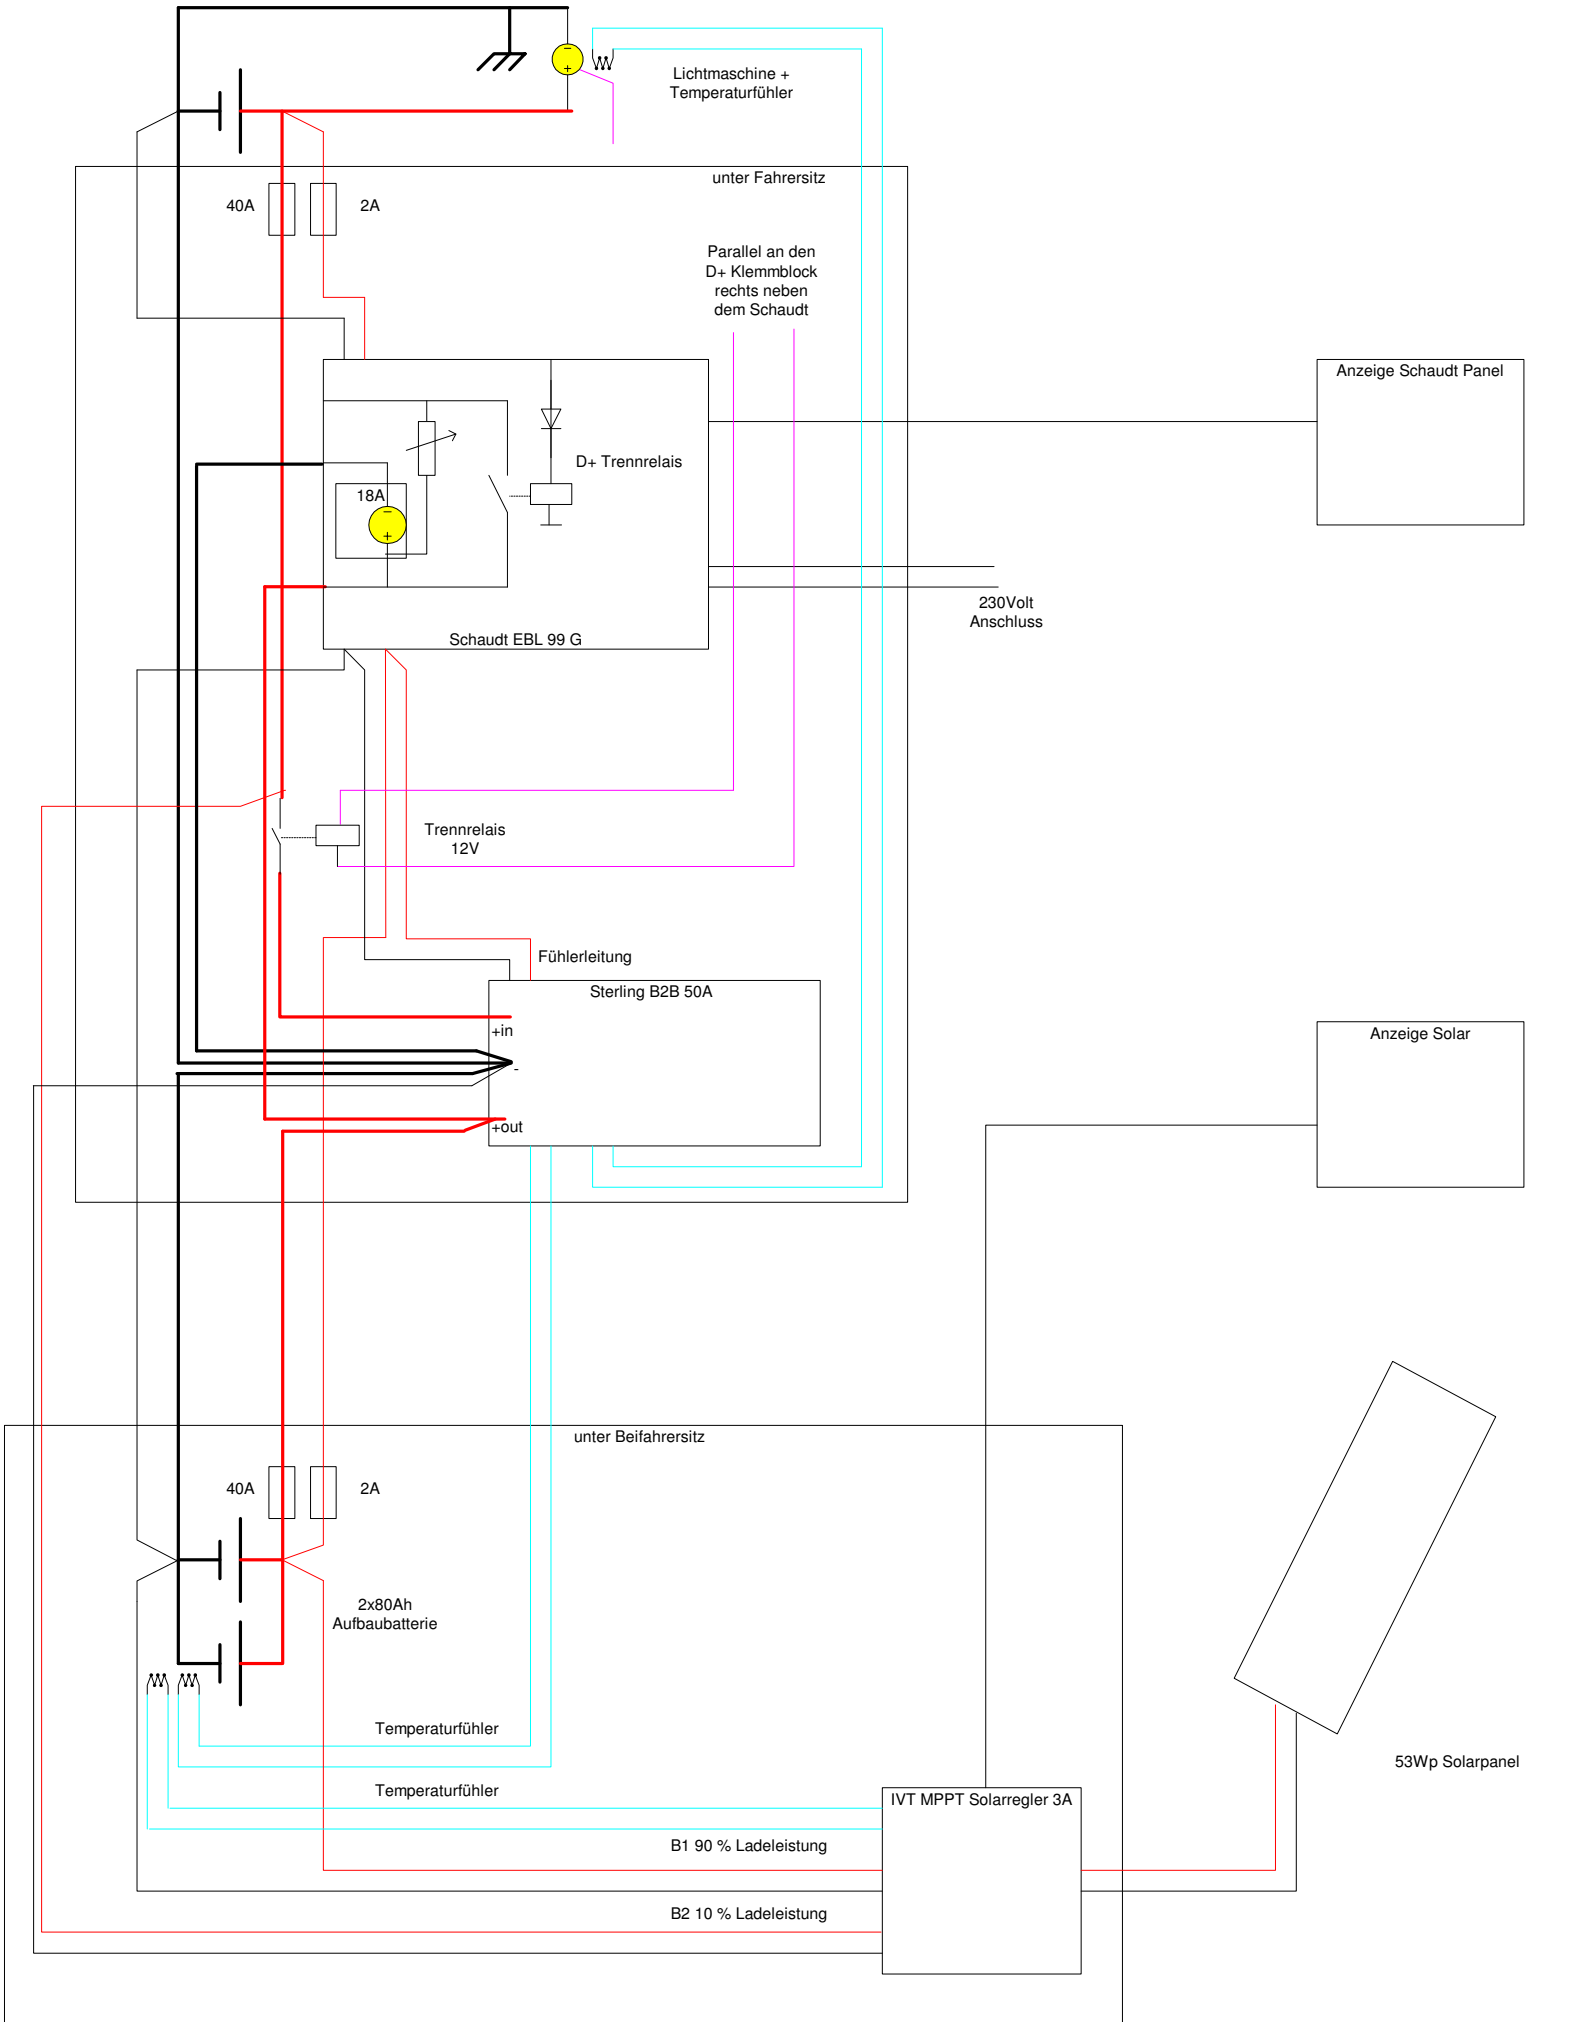 Lichtmaschine +
Temperaturfühler
unter Fahrersitz
40A
2A
Parallel an den
D+ Klemmblock
rechts neben
dem Schaudt
Anzeige Schaudt Panel
D+ Trennrelais
18A
−
+
230Volt
Anschluss
Schaudt EBL 99 G
Trennrelais
12V
Fühlerleitung
Sterling B2B 50A
+in
-
+out
Anzeige Solar
unter Beifahrersitz
40A
2A
2x80Ah
Aufbaubatterie
Temperaturfühler
53Wp Solarpanel
Temperaturfühler
IVT MPPT Solarregler 3A
B1 90 % Ladeleistung
B2 10 % Ladeleistung